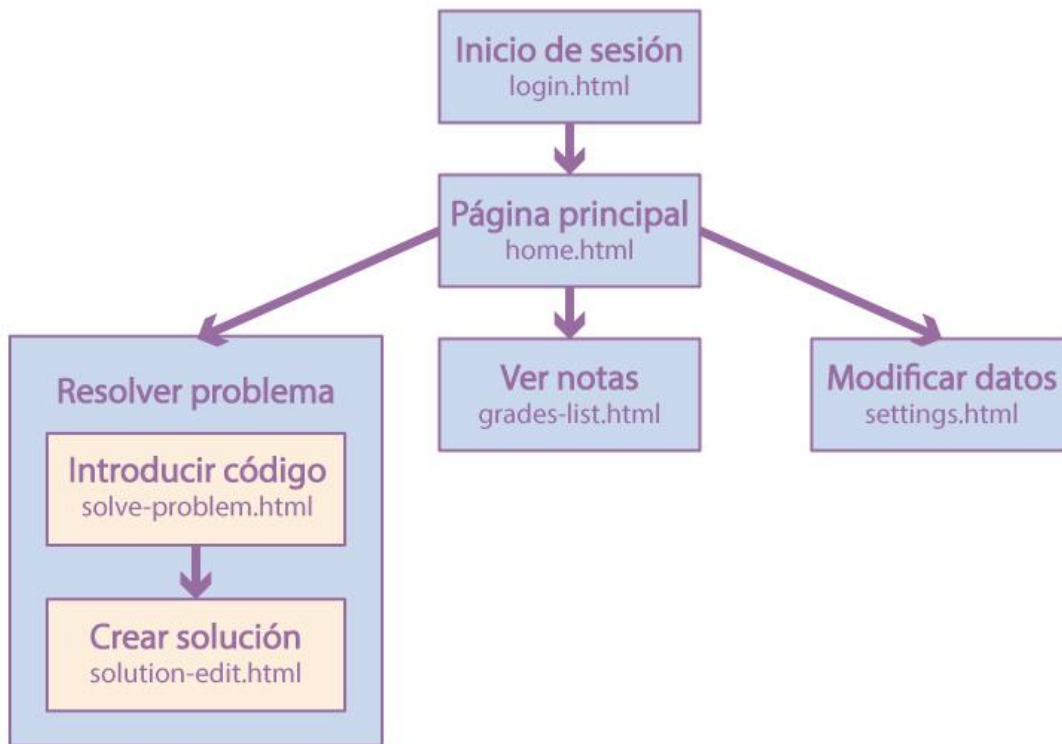 Inicio de sesión
login.html
Página principal
home.html
Resolver problema
Introducir código
solve-problem.html
Crear solución
solution-edit.html
Ver notas
grades-list.html
Modificar datos
settings.html